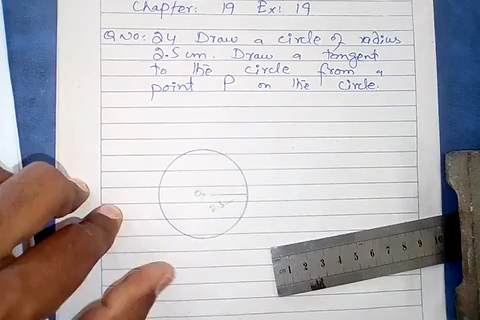 Chapter: 19 Ex: 19
Q No: 24 Draw a circle of radius
2.5 cm. Draw a tangent
to the circle from a
point P on the circle.
O
2.5
cm 1 2 3 4 5 6 7 8 9 10